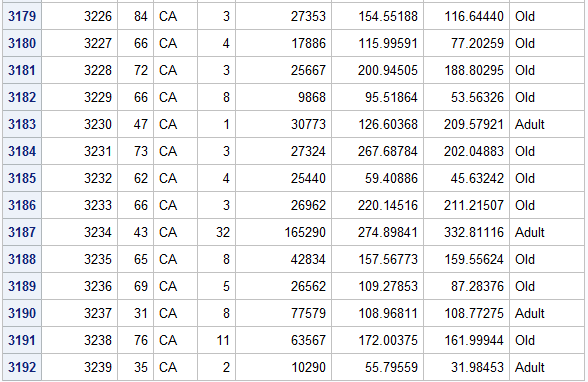 3179 3226 84 CA 3 27353 154.55188 116.64440 Old
3180 3227 66 CA 4 17886 115.99591 77.20259 Old
3181 3228 72 CA 3 25667 200.94505 188.80295 Old
3182 3229 66 CA 8 9868 95.51864 53.56326 Old
3183 3230 47 CA 1 30773 126.60368 209.57921 Adult
3184 3231 73 CA 3 27324 267.68784 202.04883 Old
3185 3232 62 CA 4 25440 59.40886 45.63242 Old
3186 3233 66 CA 3 26962 220.14516 211.21507 Old
3187 3234 43 CA 32 165290 274.89841 332.81116 Adult
3188 3235 65 CA 8 42834 157.56773 159.55624 Old
3189 3236 69 CA 5 26562 109.27853 87.28376 Old
3190 3237 31 CA 8 77579 108.96811 108.77275 Adult
3191 3238 76 CA 11 63567 172.00375 161.99944 Old
3192 3239 35 CA 2 10290 55.79559 31.98453 Adult